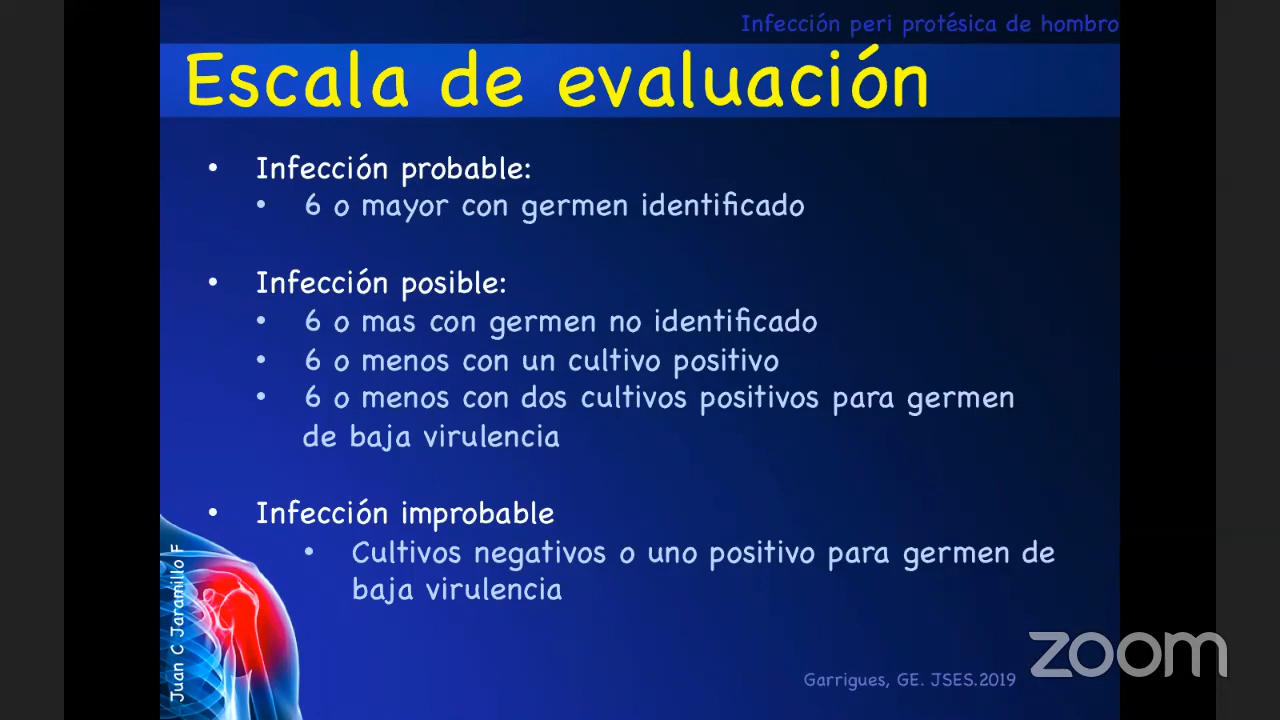 Infección peri protésica de hombro
Escala de evaluación
• Infección probable:
• 6 o mayor con germen identificado
• Infección posible:
• 6 o mas con germen no identificado
• 6 o menos con un cultivo positivo
• 6 o menos con dos cultivos positivos para germen
de baja virulencia
• Infección improbable
• Cultivos negativos o uno positivo para germen de
baja virulencia
Juan C Jaramillo F
Garrigues, GE. JSES.2019
zoom